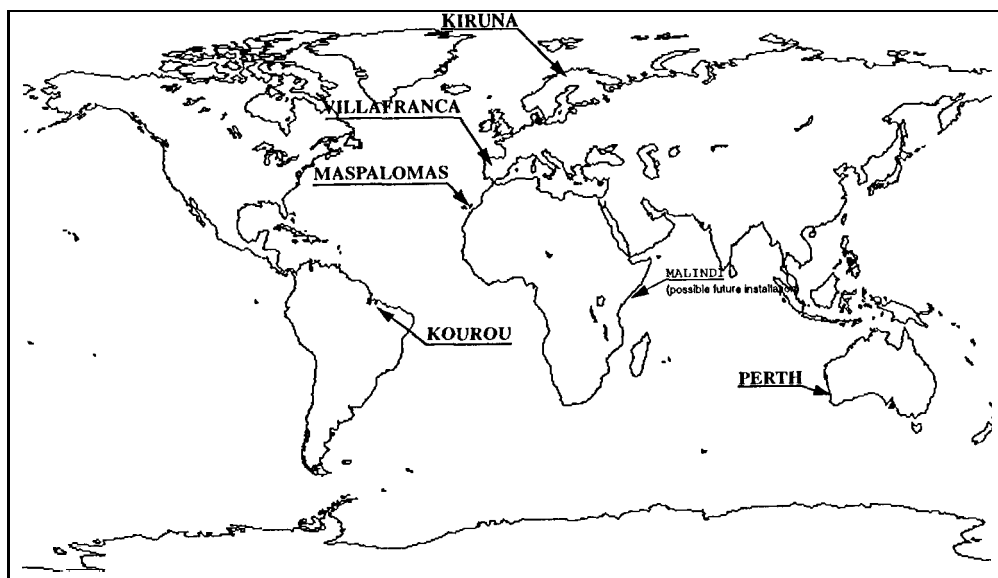 KIRUNA
VILLAFRANCA
MASPALOMAS
MALINDI
(possible future installation)
KOUROU
PERTH